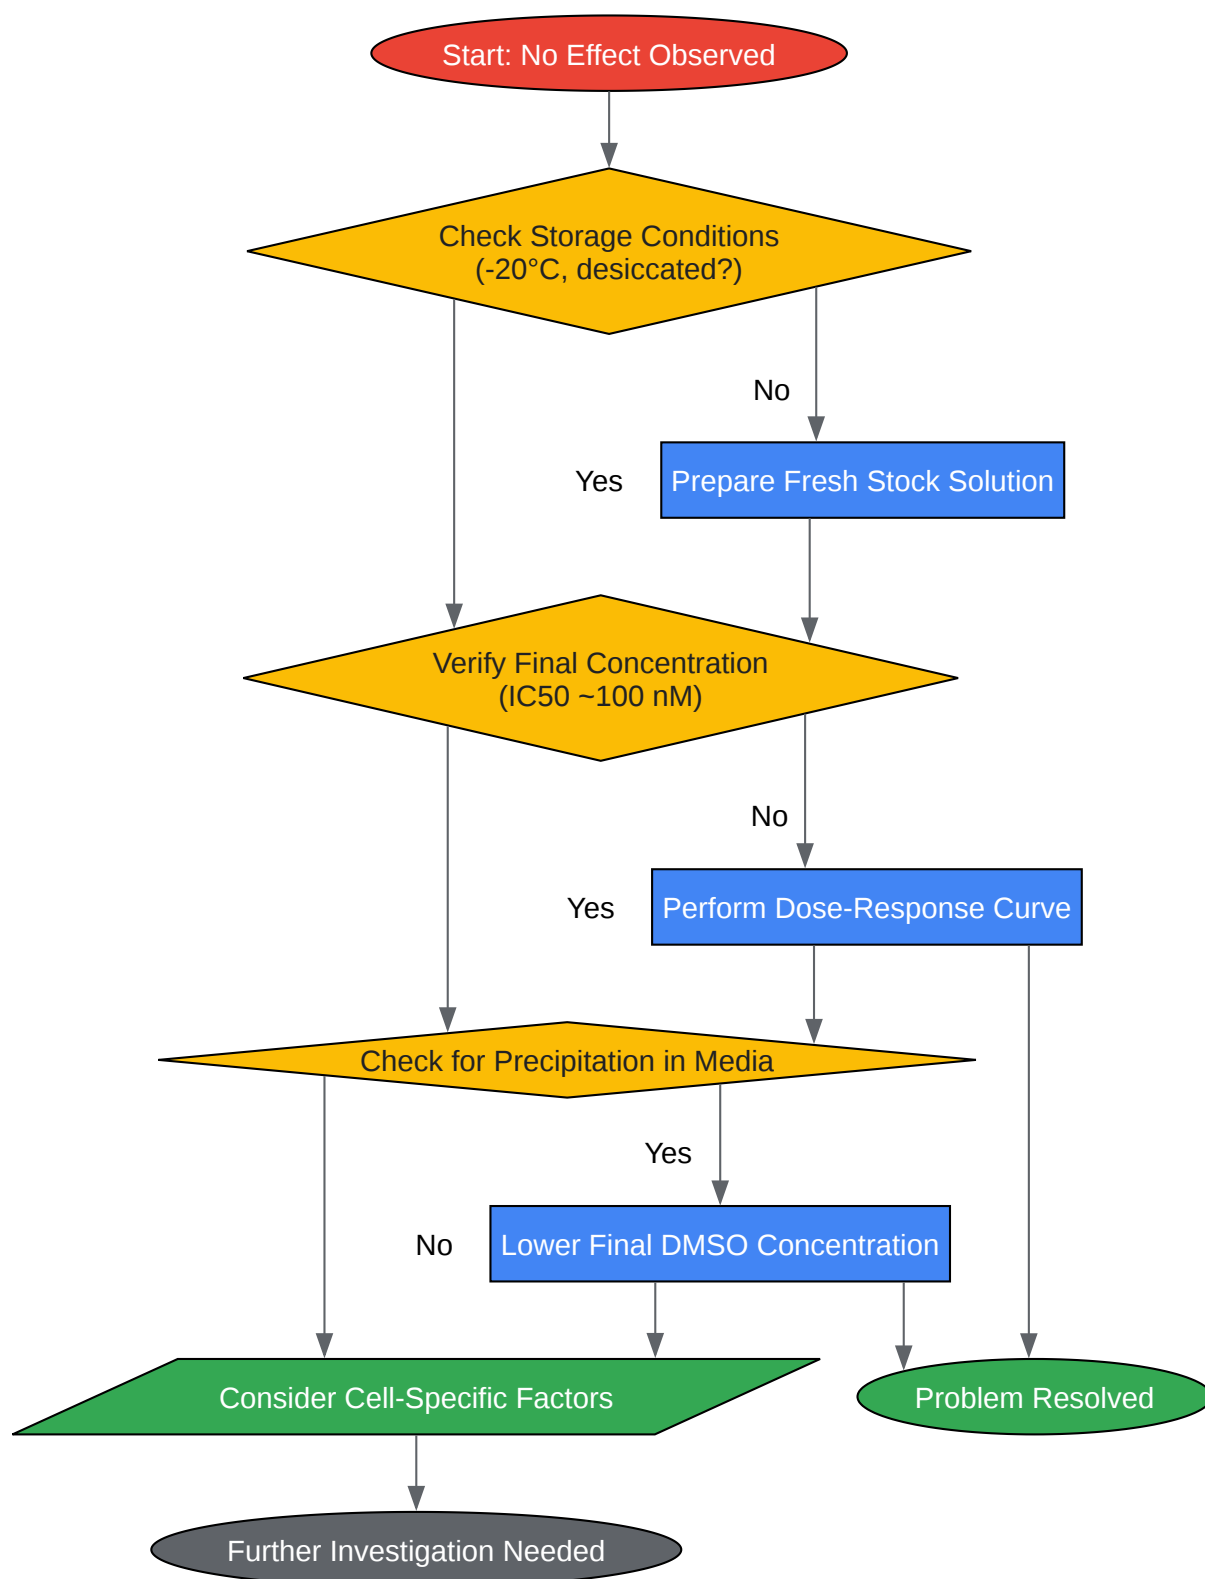 Start: No Effect Observed
Check Storage Conditions
(-20°C, desiccated?)
No
Yes
Prepare Fresh Stock Solution
Verify Final Concentration
(IC50 ~100 nM)
No
Yes
Perform Dose-Response Curve
Check for Precipitation in Media
Yes
No
Lower Final DMSO Concentration
Consider Cell-Specific Factors
Problem Resolved
Further Investigation Needed